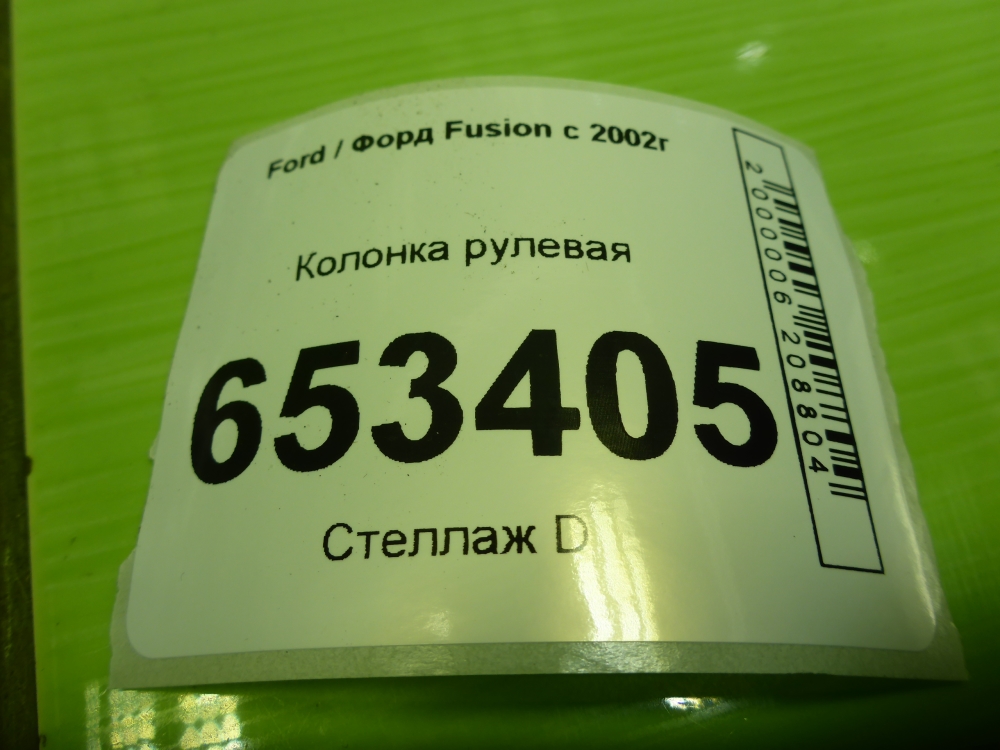 Ford / Форд Fusion с 2002г
Колонка рулевая
653405
Стеллаж D
2000006208804